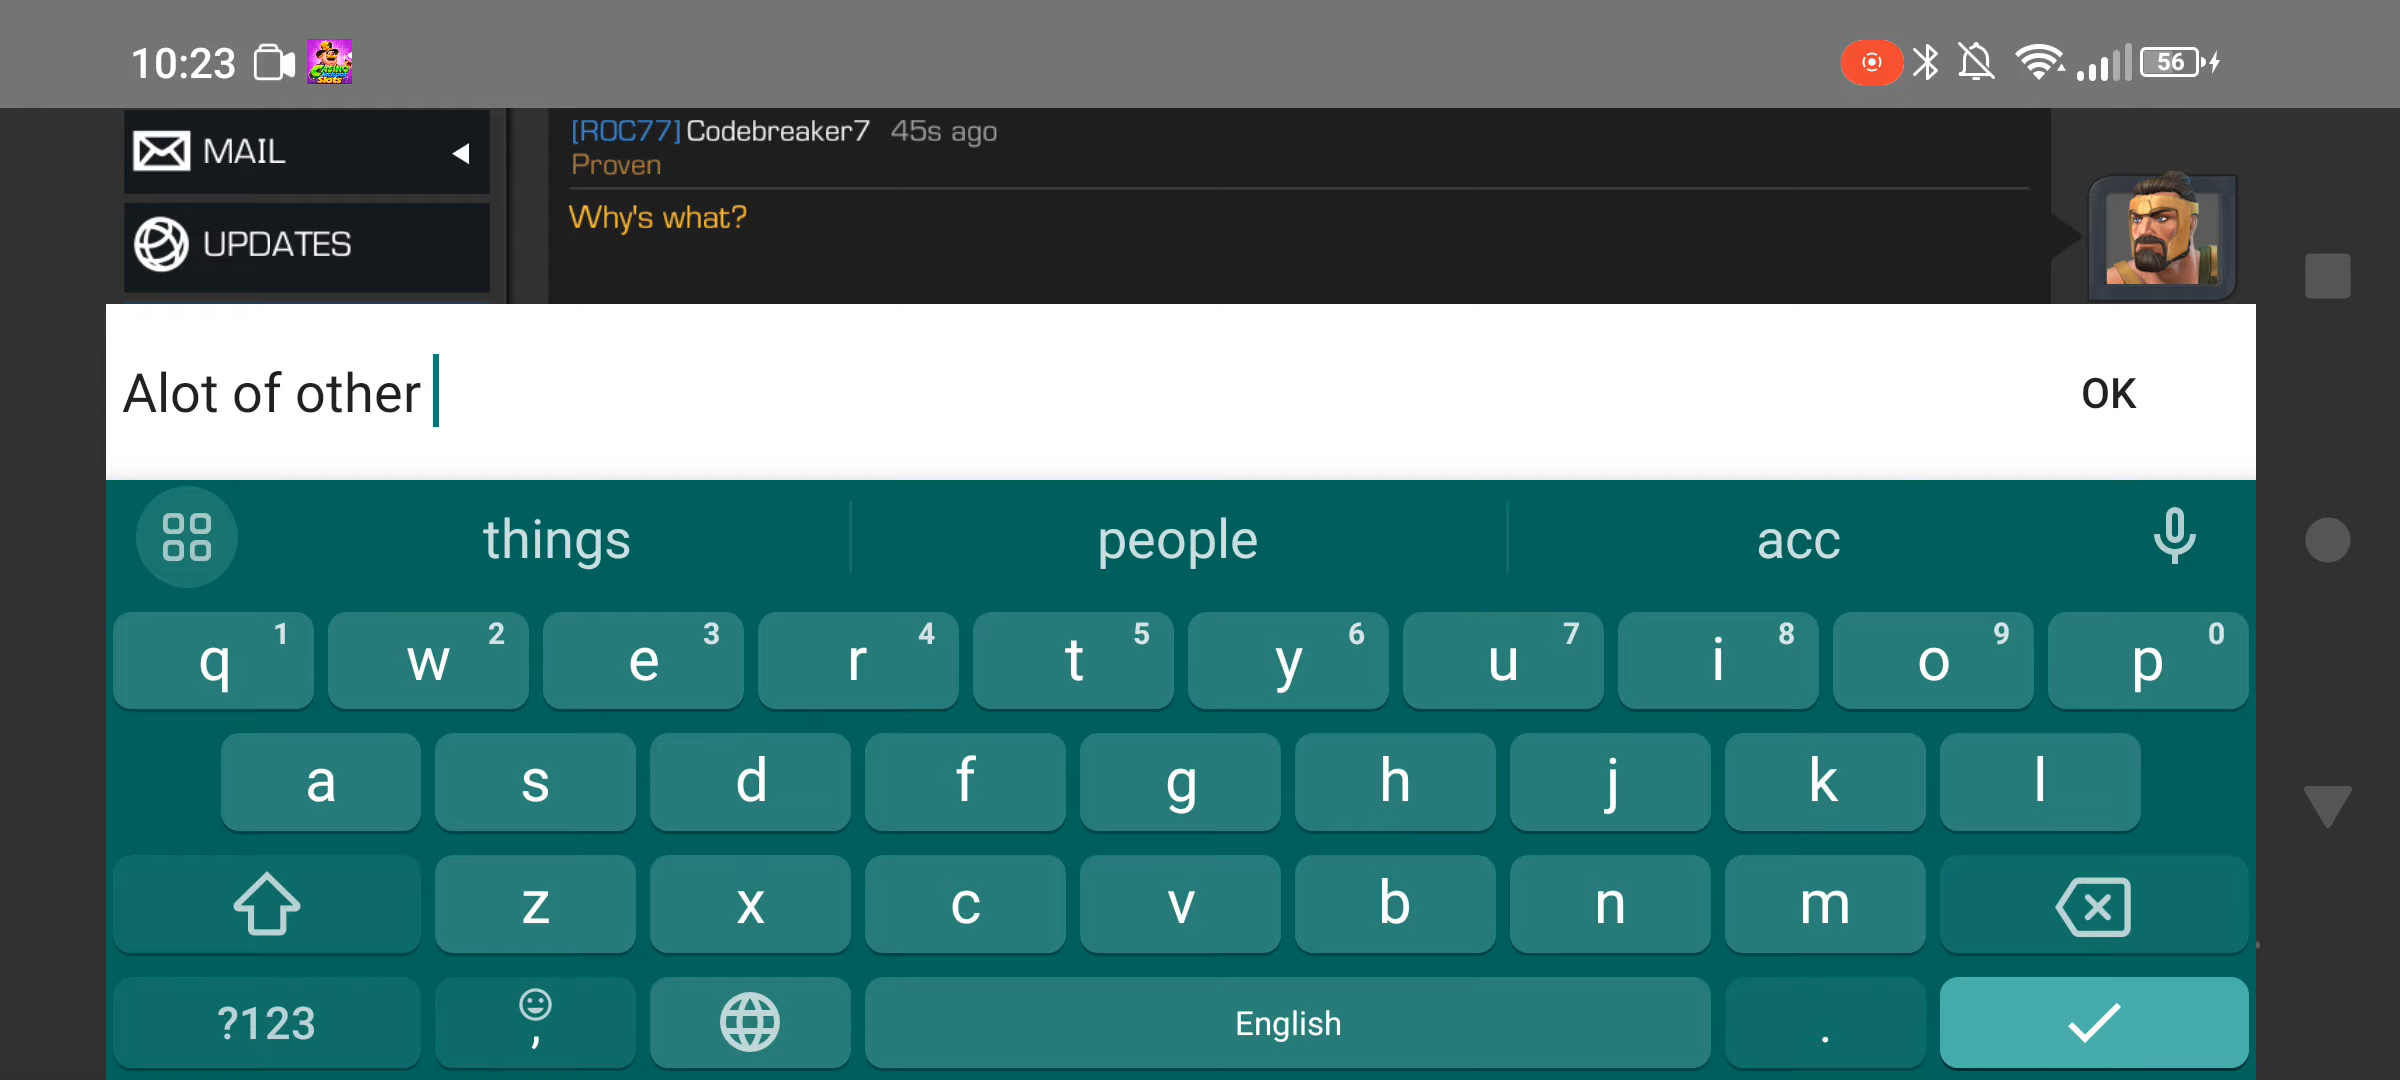 10:23
56
MAIL
[ROC77] Codebreaker7 45s ago
Proven
Why's what?
UPDATES
Alot of other
OK
things people acc
q 1 w 2 e 3 r 4 t 5 y 6 u 7 i 8 o 9 p 0
a s d f g h j k l
z x c v b n m
?123 , English .